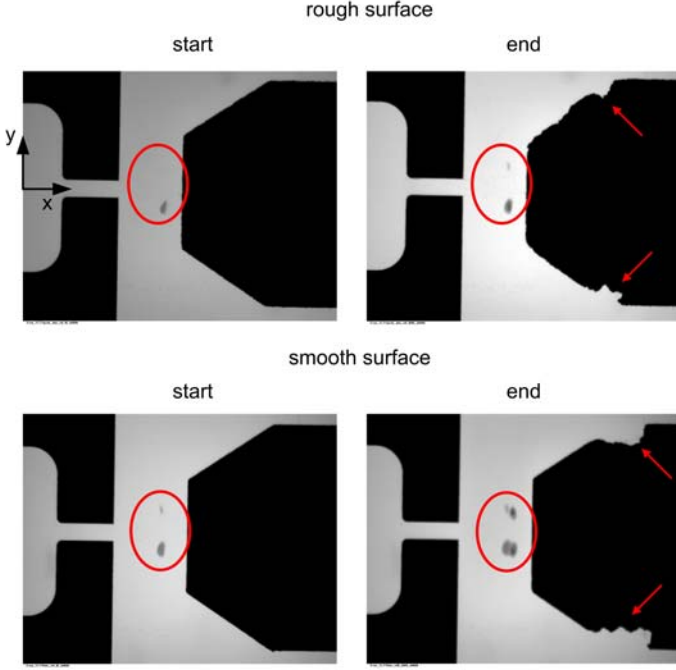 rough surface
start
end
y
x
smooth surface
start
end